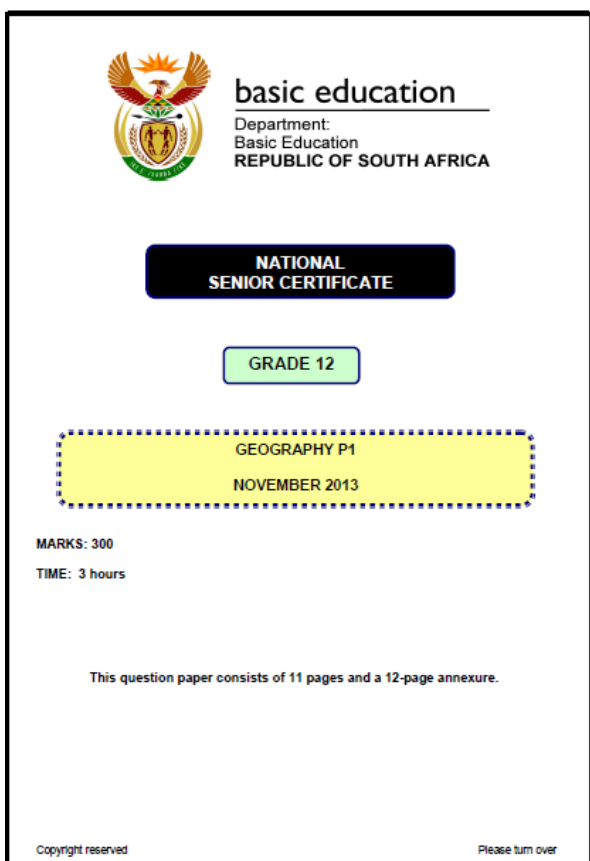 basic education
Department:
Basic Education
REPUBLIC OF SOUTH AFRICA
NATIONAL
SENIOR CERTIFICATE
GRADE 12
GEOGRAPHY P1
NOVEMBER 2013
MARKS: 300
TIME: 3 hours
This question paper consists of 11 pages and a 12-page annexure.
Copyright reserved
Please turn over